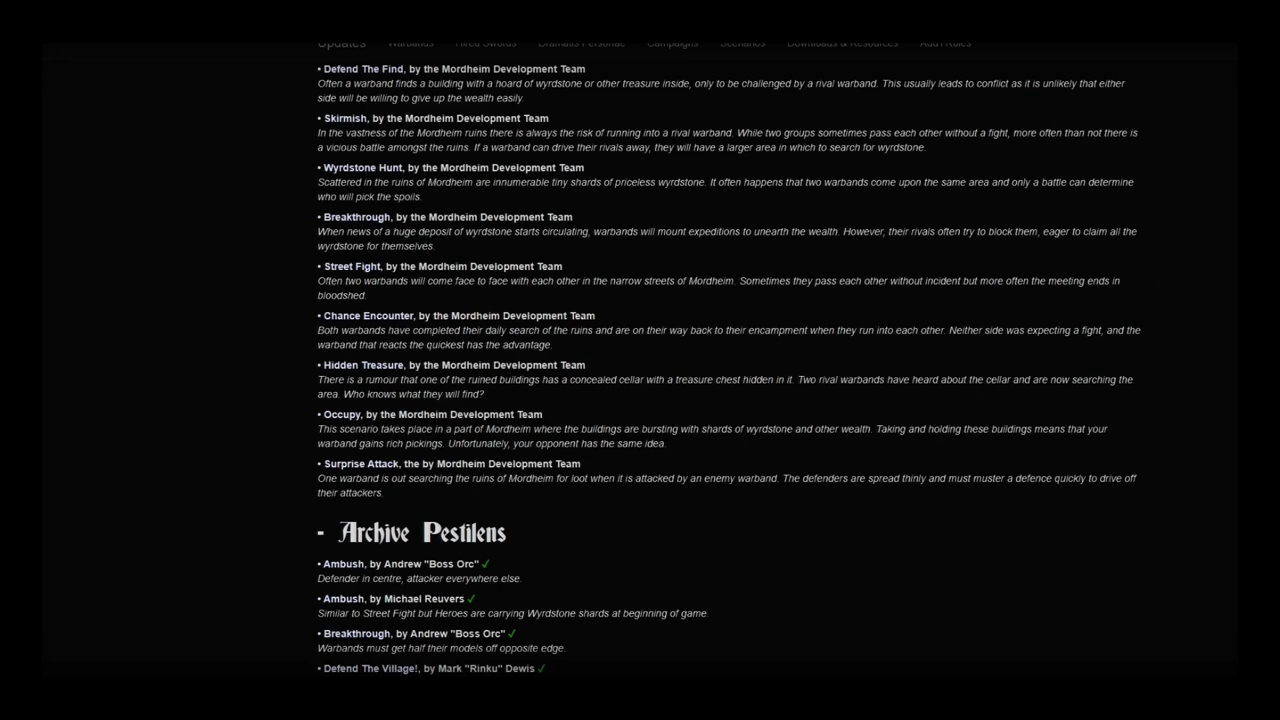 Updates Warbands Hired Swords Dramatis Personae Campaigns Scenarios Downloads & Resources Add'l Rules
• Defend The Find, by the Mordheim Development Team
Often a warband finds a building with a hoard of wyrdstone or other treasure inside, only to be challenged by a rival warband. This usually leads to conflict as it is unlikely that either
side will be willing to give up the wealth easily.
• Skirmish, by the Mordheim Development Team
In the vastness of the Mordheim ruins there is always the risk of running into a rival warband. While two groups sometimes pass each other without a fight, more often than not there is
a vicious battle amongst the ruins. If a warband can drive their rivals away, they will have a larger area in which to search for wyrdstone.
• Wyrdstone Hunt, by the Mordheim Development Team
Scattered in the ruins of Mordheim are innumerable tiny shards of priceless wyrdstone. It often happens that two warbands come upon the same area and only a battle can determine
who will pick the spoils.
• Breakthrough, by the Mordheim Development Team
When news of a huge deposit of wyrdstone starts circulating, warbands will mount expeditions to unearth the wealth. However, their rivals often try to block them, eager to claim all the
wyrdstone for themselves.
• Street Fight, by the Mordheim Development Team
Often two warbands will come face to face with each other in the narrow streets of Mordheim. Sometimes they pass each other without incident but more often the meeting ends in
bloodshed.
• Chance Encounter, by the Mordheim Development Team
Both warbands have completed their daily search of the ruins and are on their way back to their encampment when they run into each other. Neither side was expecting a fight, and the
warband that reacts the quickest has the advantage.
• Hidden Treasure, by the Mordheim Development Team
There is a rumour that one of the ruined buildings has a concealed cellar with a treasure chest hidden in it. Two rival warbands have heard about the cellar and are now searching the
area. Who knows what they will find?
• Occupy, by the Mordheim Development Team
This scenario takes place in a part of Mordheim where the buildings are bursting with shards of wyrdstone and other wealth. Taking and holding these buildings means that your
warband gains rich pickings. Unfortunately, your opponent has the same idea.
• Surprise Attack, the by Mordheim Development Team
One warband is out searching the ruins of Mordheim for loot when it is attacked by an enemy warband. The defenders are spread thinly and must muster a defence quickly to drive off
their attackers.
- Archive Pestilens
• Ambush, by Andrew "Boss Orc" ✓
Defender in centre, attacker everywhere else.
• Ambush, by Michael Reuvers ✓
Similar to Street Fight but Heroes are carrying Wyrdstone shards at beginning of game.
• Breakthrough, by Andrew "Boss Orc" ✓
Warbands must get half their models off opposite edge.
• Defend The Village!, by Mark "Rinku" Dewis ✓